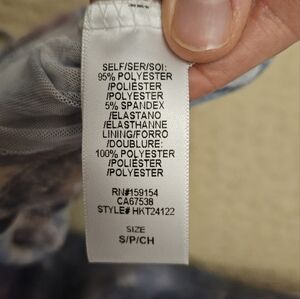 SELF/SER/SOI:
95% POLYESTER
/POLIÉSTER
/POLYESTER
5% SPANDEX
/ELASTANO
/ÉLASTHANNE
LINING/FORRO
/DOUBLURE:
100% POLYESTER
/POLIÉSTER
/POLYESTER
RN#159154
CA67538
STYLE# HKT24122
SIZE
S/P/CH